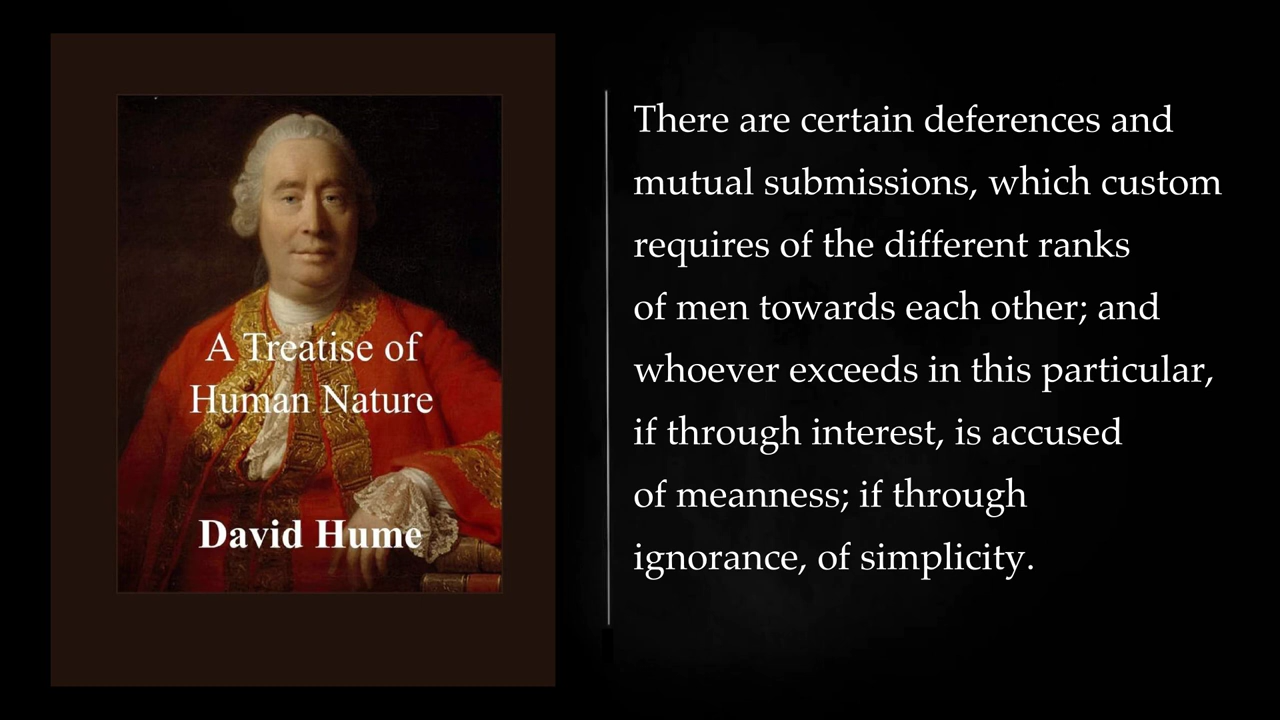 A Treatise of
Human Nature
David Hume
There are certain deferences and
mutual submissions, which custom
requires of the different ranks
of men towards each other; and
whoever exceeds in this particular,
if through interest, is accused
of meanness; if through
ignorance, of simplicity.